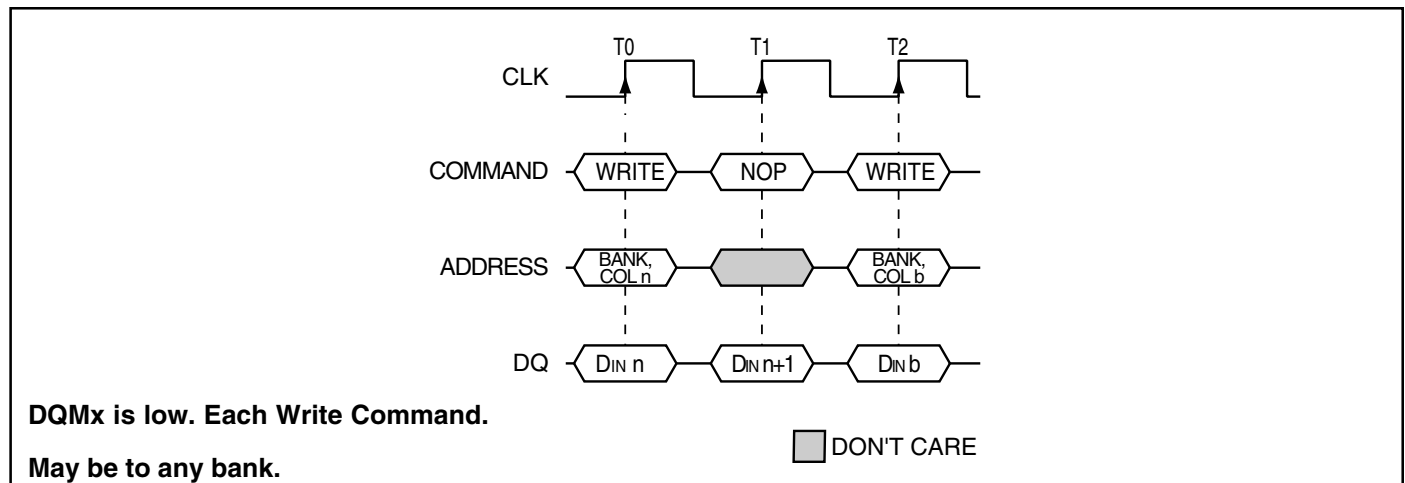 T0 T1 T2
CLK
COMMAND WRITE NOP WRITE
ADDRESS BANK, COL n BANK, COL b
DQ DIN n DIN n+1 DIN b
DQMx is low. Each Write Command.
DON'T CARE
May be to any bank.